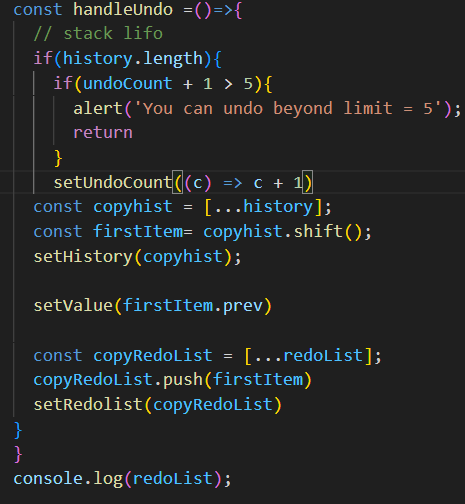 const handleUndo =()=>{
// stack lifo
if(history.length){
if(undoCount + 1 > 5){
alert('You can undo beyond limit = 5');
return
}
setUndoCount((c) => c + 1)
const copyhist = [...history];
const firstItem= copyhist.shift();
setHistory(copyhist);
setValue(firstItem.prev)
const copyRedoList = [...redoList];
copyRedoList.push(firstItem)
setRedolist(copyRedoList)
}
}
console.log(redoList);